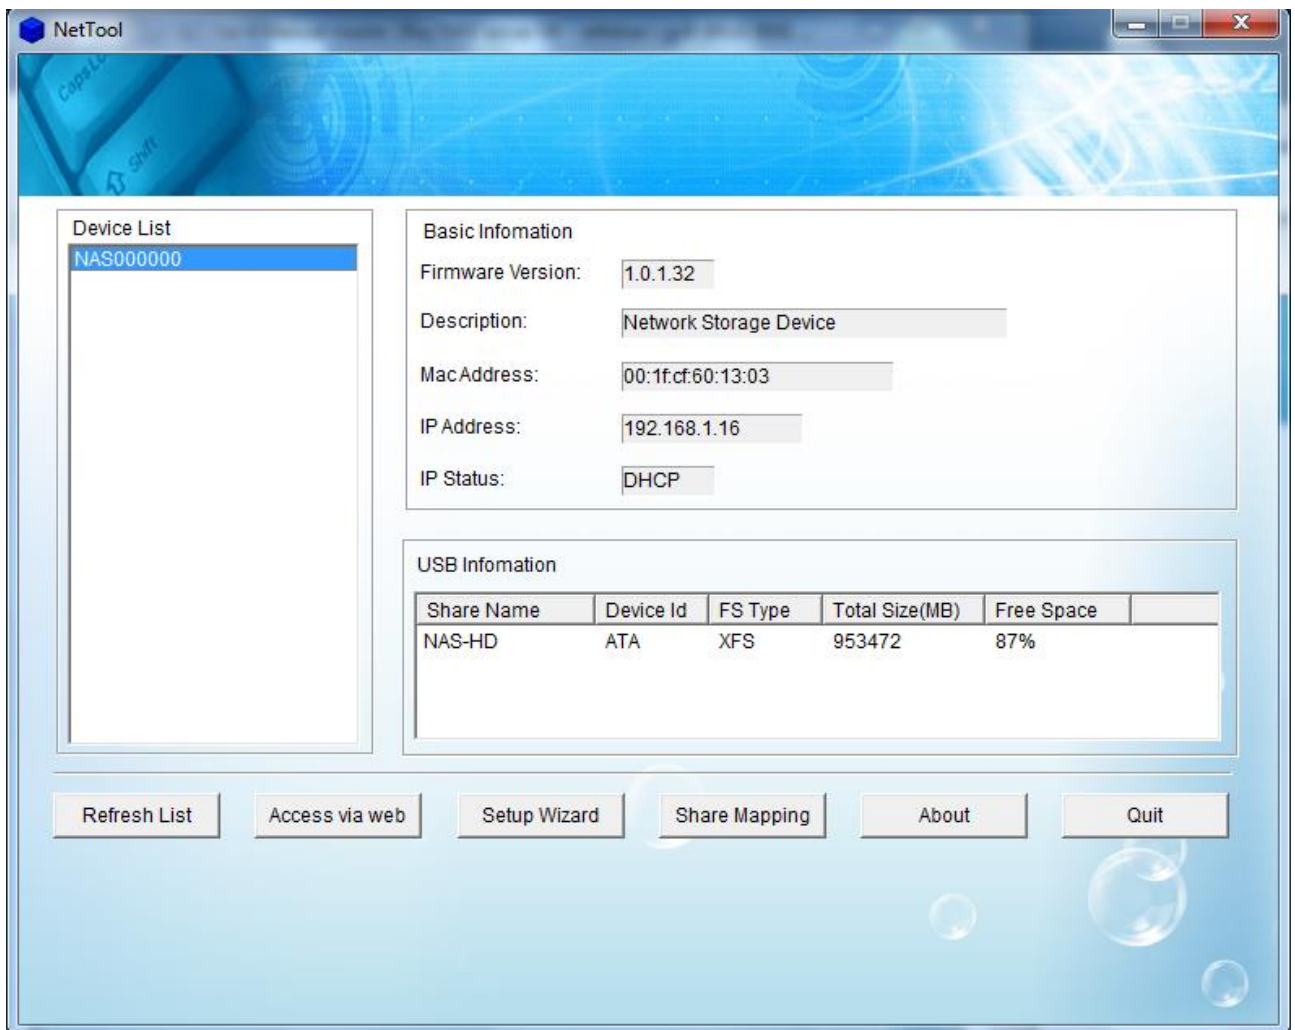 NetTool
Caps Lo
Shift
Device List
NAS000000
Basic Infomation
Firmware Version: 1.0.1.32
Description: Network Storage Device
Mac Address: 00:1f:cf:60:13:03
IP Address: 192.168.1.16
IP Status: DHCP
USB Infomation
Share Name Device Id FS Type Total Size(MB) Free Space
NAS-HD ATA XFS 953472 87%
Refresh List Access via web Setup Wizard Share Mapping About Quit